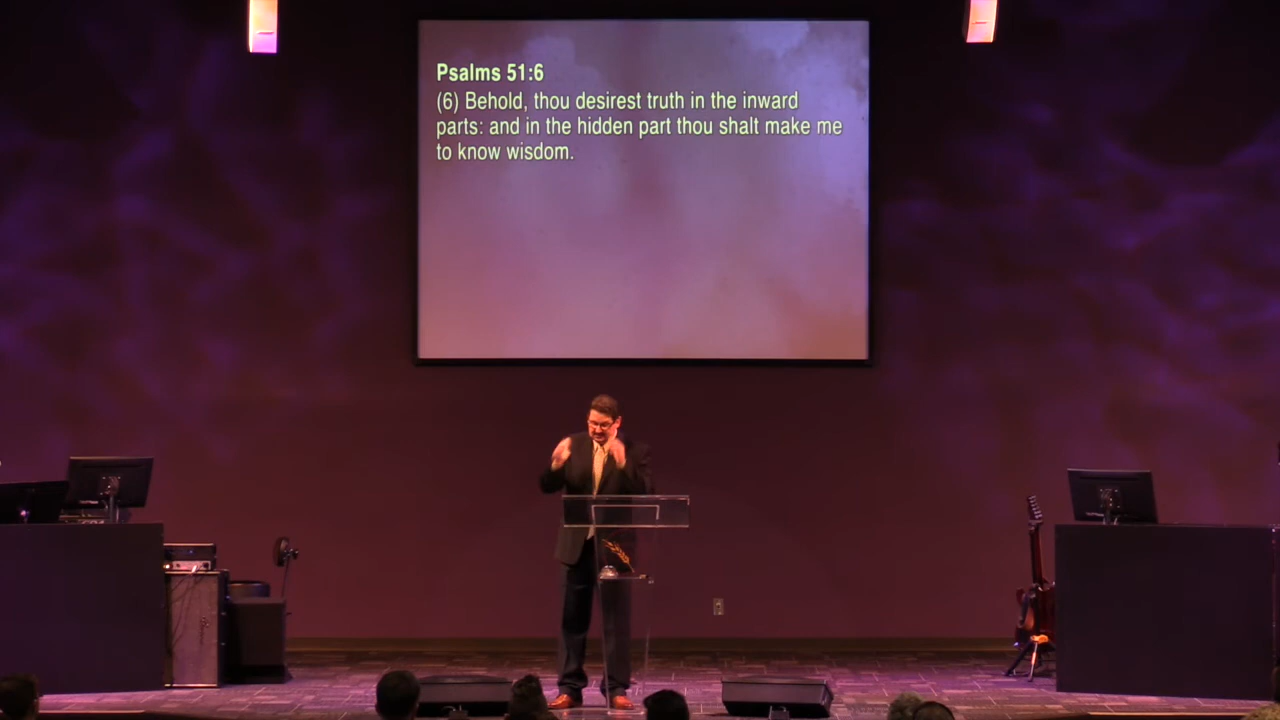 Psalms 51:6
(6) Behold, thou desirest truth in the inward
parts: and in the hidden part thou shalt make me
to know wisdom.